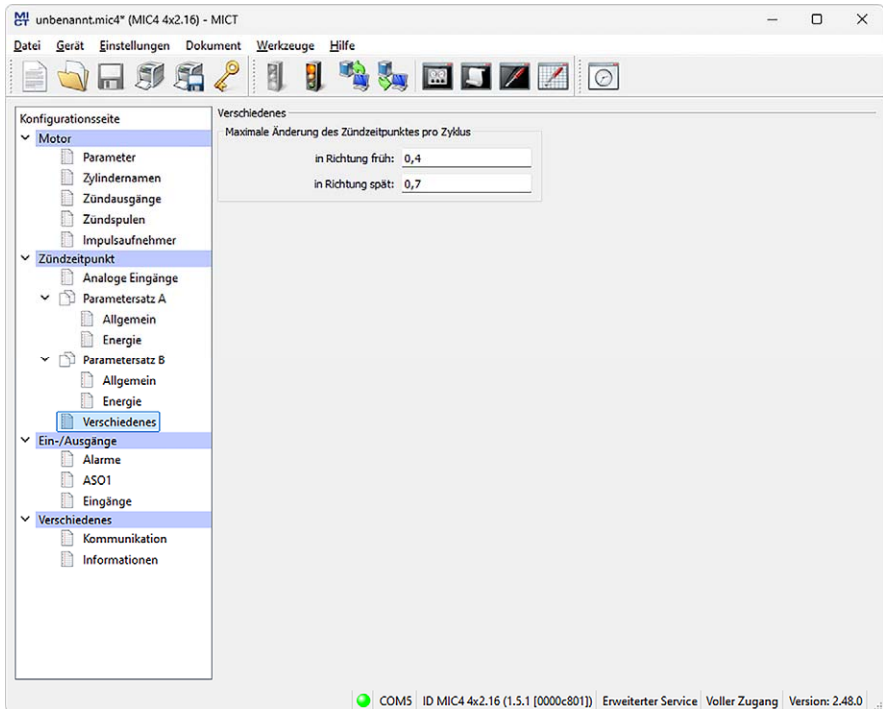 MICT unbenannt.mic4* (MIC4 4x2.16) - MICT
Datei Gerät Einstellungen Dokument Werkzeuge Hilfe
Konfigurationsseite
Motor
Parameter
Zylindernamen
Zündausgänge
Zündspulen
Impulsaufnehmer
Zündzeitpunkt
Analoge Eingänge
Parametersatz A
Allgemein
Energie
Parametersatz B
Allgemein
Energie
Verschiedenes
Ein-/Ausgänge
Alarme
ASO1
Eingänge
Verschiedenes
Kommunikation
Informationen
Verschiedenes
Maximale Änderung des Zündzeitpunktes pro Zyklus
in Richtung früh: 0,4
in Richtung spät: 0,7
COM5 ID MIC4 4x2.16 (1.5.1 [0000c801]) Erweiterter Service Voller Zugang Version: 2.48.0